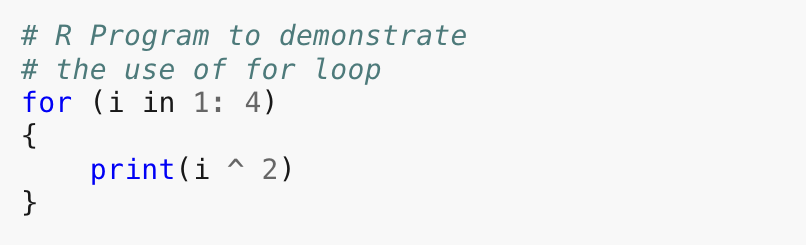 # R Program to demonstrate
# the use of for loop
for (i in 1: 4)
{
    print(i ^ 2)
}